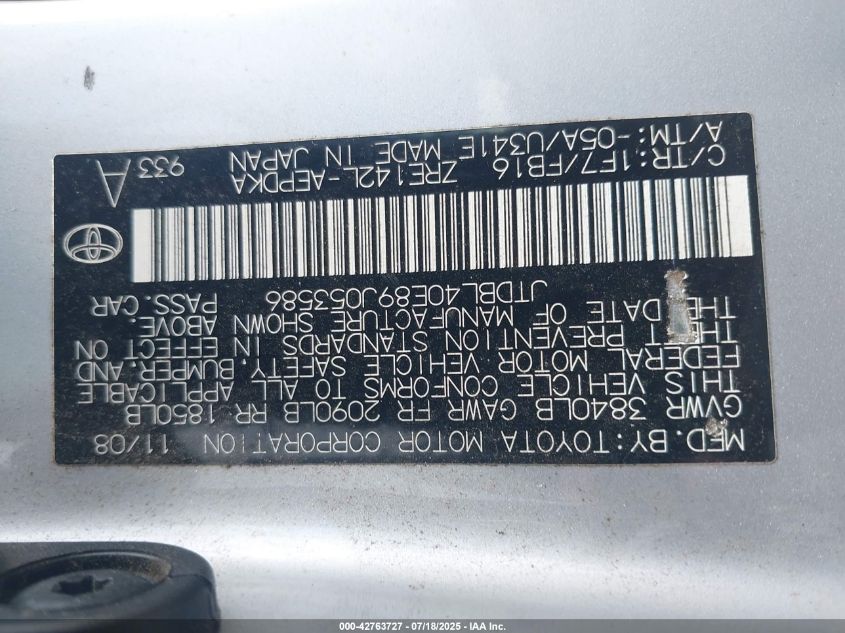 MFD.BY:TOYOTA MOTOR CORPORATION 11/08
GVWR 3840LB GAWR FR 2090LB RR 1850LB
THIS VEHICLE CONFORMS TO ALL APPLICABLE
FEDERAL MOTOR VEHICLE SAFETY, BUMPER, AND
THEFT PREVENTION STANDARDS IN EFFECT ON
THE DATE OF MANUFACTURE SHOWN ABOVE.
JTDBL40E89J053586 PASS.CAR
C/TR:1F7/FB16 ZRE142L-AEPDKA
A/TM:-05A/U341E MADE IN JAPAN
A
933
000-42763727 - 07/18/2025 - IAA Inc.